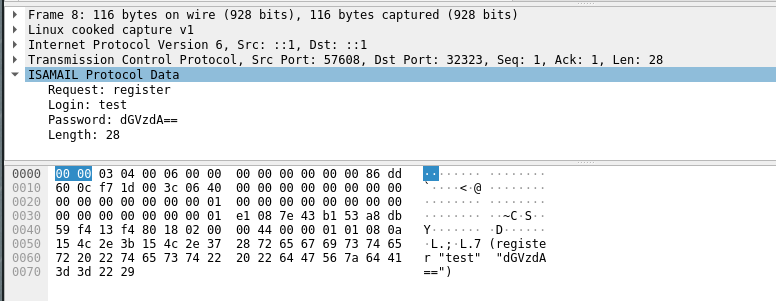 Frame 8: 116 bytes on wire (928 bits), 116 bytes captured (928 bits)
Linux cooked capture v1
Internet Protocol Version 6, Src: ::1, Dst: ::1
Transmission Control Protocol, Src Port: 57608, Dst Port: 32323, Seq: 1, Ack: 1, Len: 28
ISAMAIL Protocol Data
Request: register
Login: test
Password: dGVzdA==
Length: 28
0000 00 00 03 04 00 06 00 00 00 00 00 00 00 00 86 dd ········ ········
0010 60 0c f7 1d 00 3c 06 40 00 00 00 00 00 00 00 00 `····<·@ ········
0020 00 00 00 00 00 00 00 01 00 00 00 00 00 00 00 00 ········ ········
0030 00 00 00 00 00 00 00 01 e1 08 7e 43 b1 53 a8 db ········ ··~C·S··
0040 59 f4 13 f4 80 18 02 00 00 44 00 00 01 01 08 0a Y······· ·D······
0050 15 4c 2e 3b 15 4c 2e 37 28 72 65 67 69 73 74 65 ·L.;·L.7 (registe
0060 72 20 22 74 65 73 74 22 20 22 64 47 56 7a 64 41 r "test" "dGVzdA
0070 3d 3d 22 29 ==")